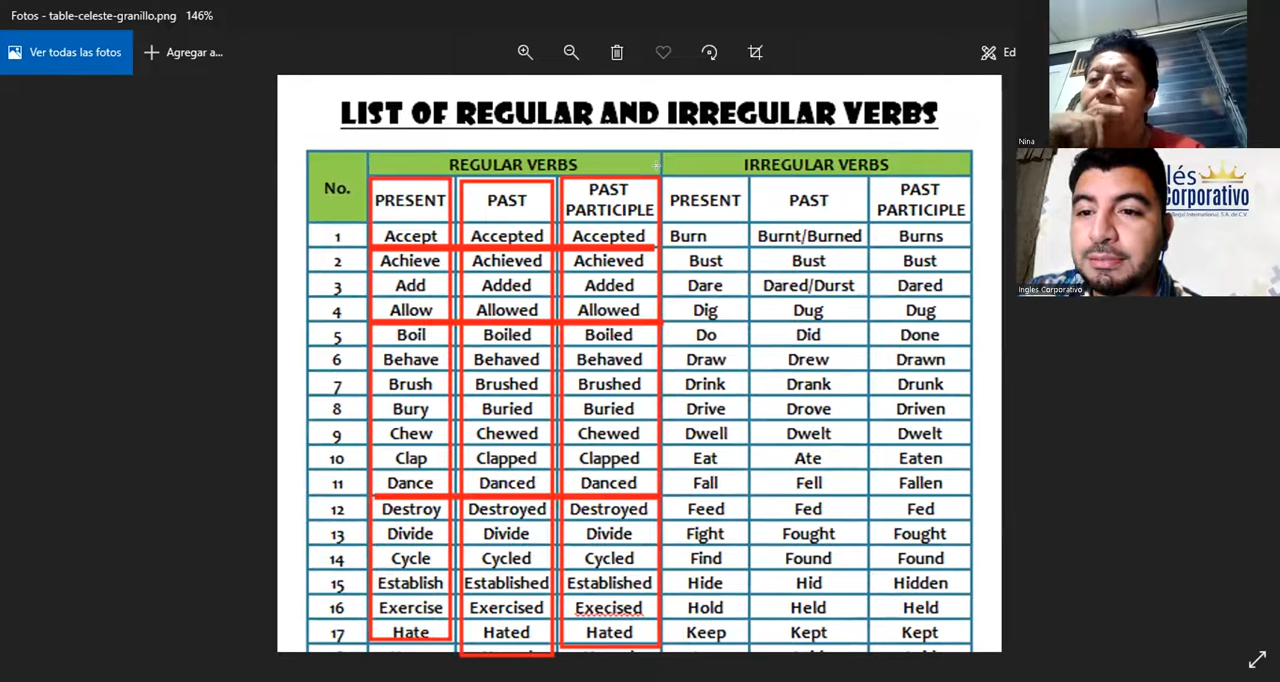 Fotos - table-celeste-granillo.png 146%
Ver todas las fotos Agregar a... Ed
LIST OF REGULAR AND IRREGULAR VERBS
No. REGULAR VERBS IRREGULAR VERBS
PRESENT PAST PAST PARTICIPLE PRESENT PAST PAST PARTICIPLE
1 Accept Accepted Accepted Burn Burnt/Burned Burns
2 Achieve Achieved Achieved Bust Bust Bust
3 Add Added Added Dare Dared/Durst Dared
4 Allow Allowed Allowed Dig Dug Dug
5 Boil Boiled Boiled Do Did Done
6 Behave Behaved Behaved Draw Drew Drawn
7 Brush Brushed Brushed Drink Drank Drunk
8 Bury Buried Buried Drive Drove Driven
9 Chew Chewed Chewed Dwell Dwelt Dwelt
10 Clap Clapped Clapped Eat Ate Eaten
11 Dance Danced Danced Fall Fell Fallen
12 Destroy Destroyed Destroyed Feed Fed Fed
13 Divide Divide Divide Fight Fought Fought
14 Cycle Cycled Cycled Find Found Found
15 Establish Established Established Hide Hid Hidden
16 Exercise Exercised Execised Hold Held Held
17 Hate Hated Hated Keep Kept Kept
Nina
lés
Corporativo
International, S.A. de C.V.
Ingles Corporativo